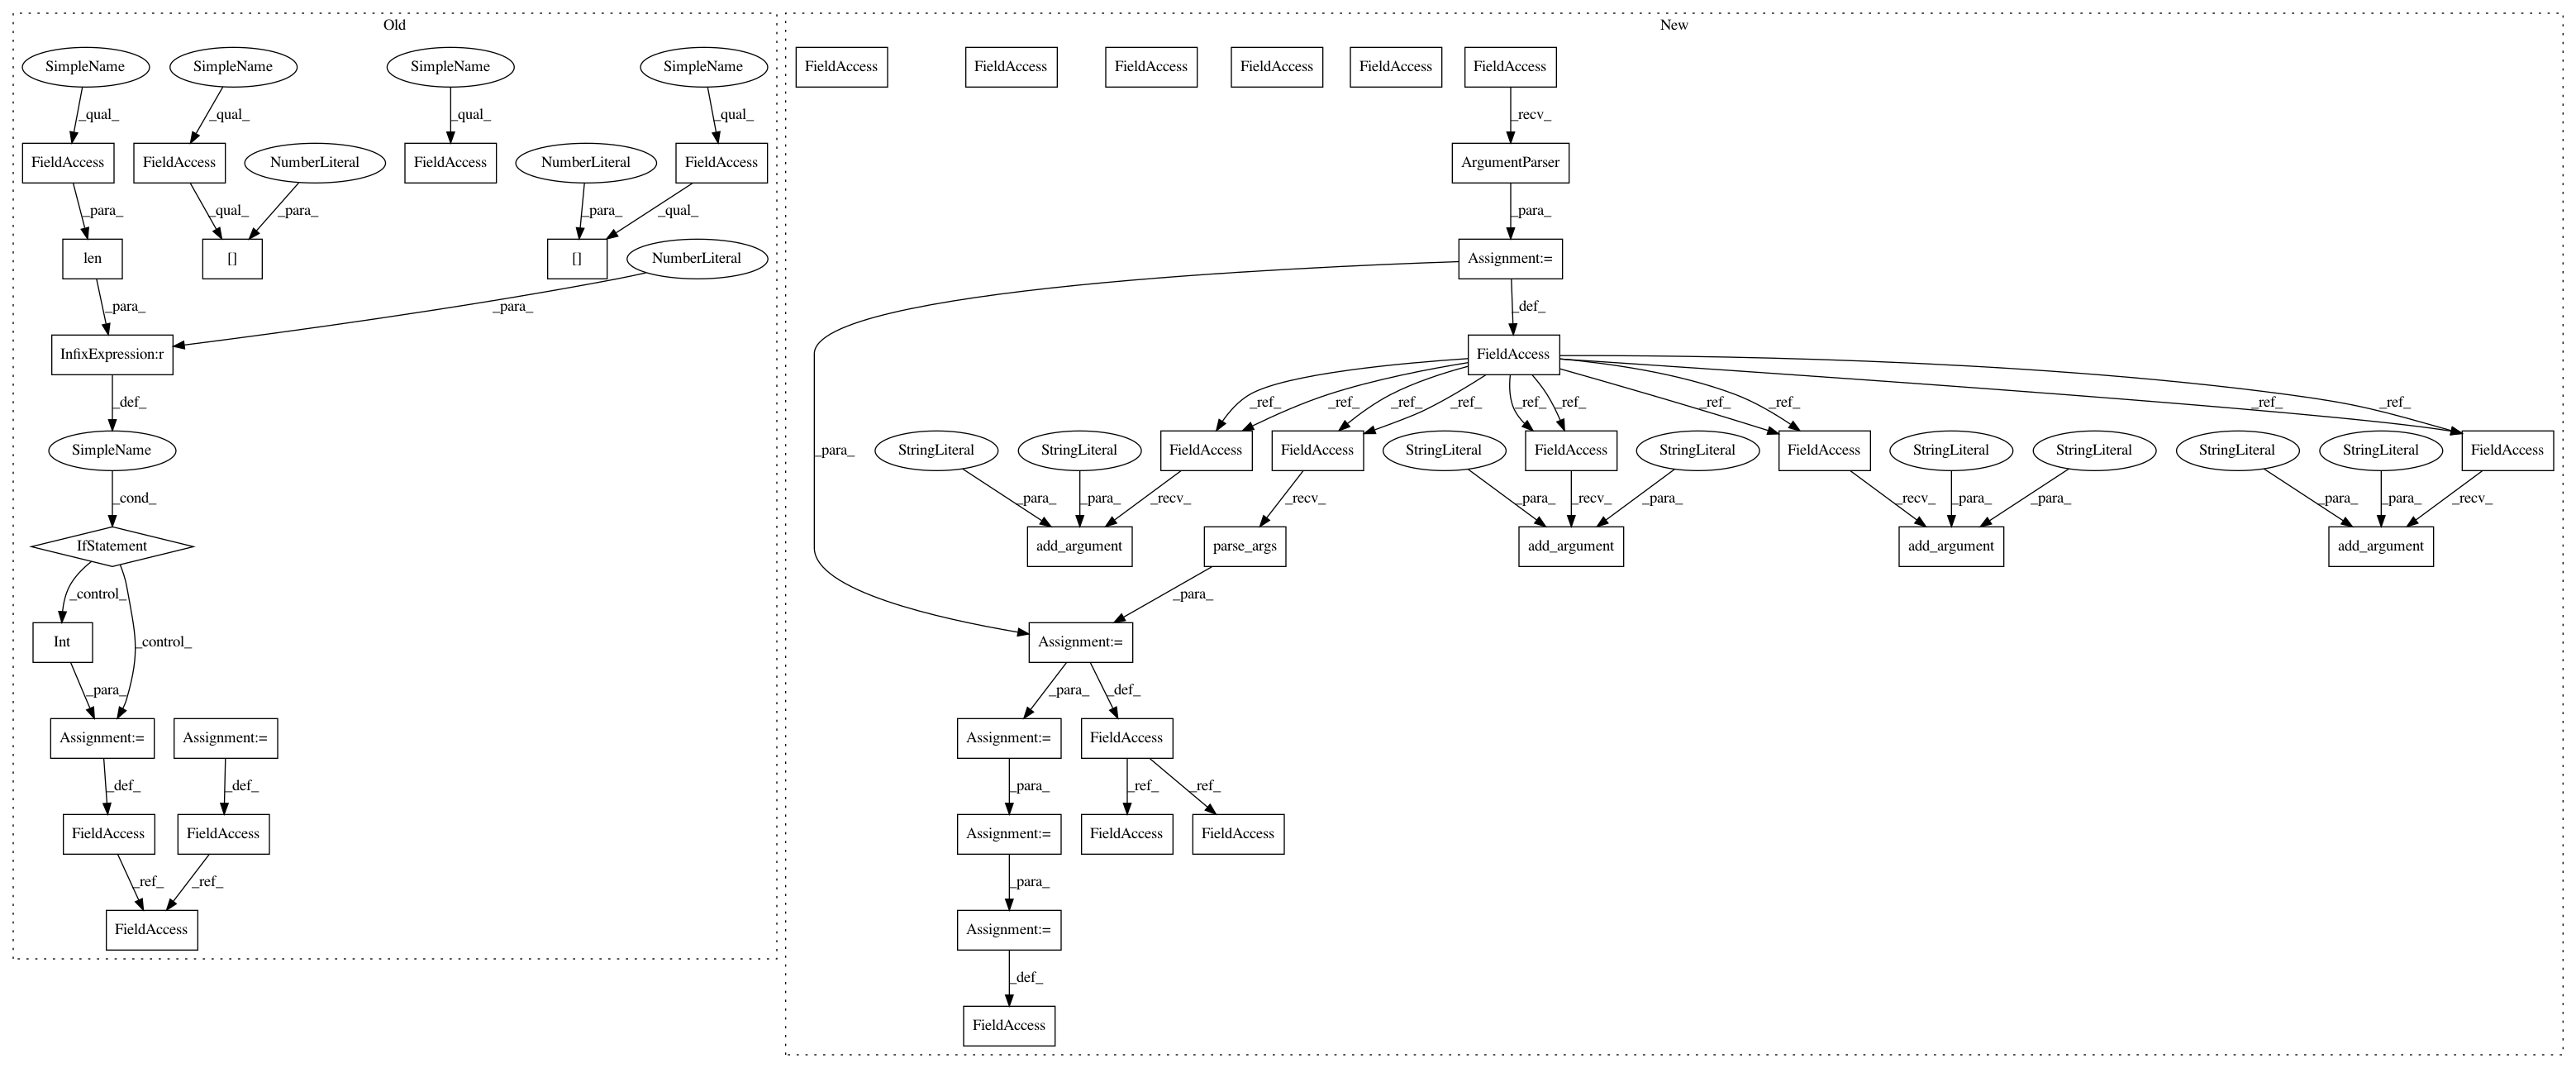 Old New
SimpleName SimpleName SimpleName SimpleName FieldAccess FieldAccess FieldAccess FieldAccess FieldAccess FieldAccess
_qual_ _qual_ _qual_ _qual_ _recv_
FieldAccess FieldAccess NumberLiteral FieldAccess NumberLiteral FieldAccess ArgumentParser
_para_ _qual_ _para_ _para_ _qual_ _para_
len [] [] NumberLiteral Assignment:=
_para_ _para_ _def_
InfixExpression:r FieldAccess
_def_ _ref_ _ref_ _ref_ _ref_ _ref_ _ref_ _ref_ _ref_ _ref_ _ref_
SimpleName _para_ StringLiteral StringLiteral FieldAccess FieldAccess StringLiteral FieldAccess StringLiteral FieldAccess StringLiteral StringLiteral StringLiteral StringLiteral FieldAccess
_cond_ _para_ _para_ _recv_ _recv_ _para_ _recv_ _para_ _recv_ _para_ _para_ _para_ _para_ _recv_
IfStatement add_argument parse_args add_argument add_argument add_argument
_control_ _para_
Int _control_ Assignment:=
_para_ _para_ _def_
Assignment:= Assignment:= Assignment:= FieldAccess
_def_ _def_ _para_ _ref_ _ref_
FieldAccess FieldAccess Assignment:= FieldAccess FieldAccess
_ref_ _ref_ _para_
FieldAccess Assignment:=
_def_
FieldAccess